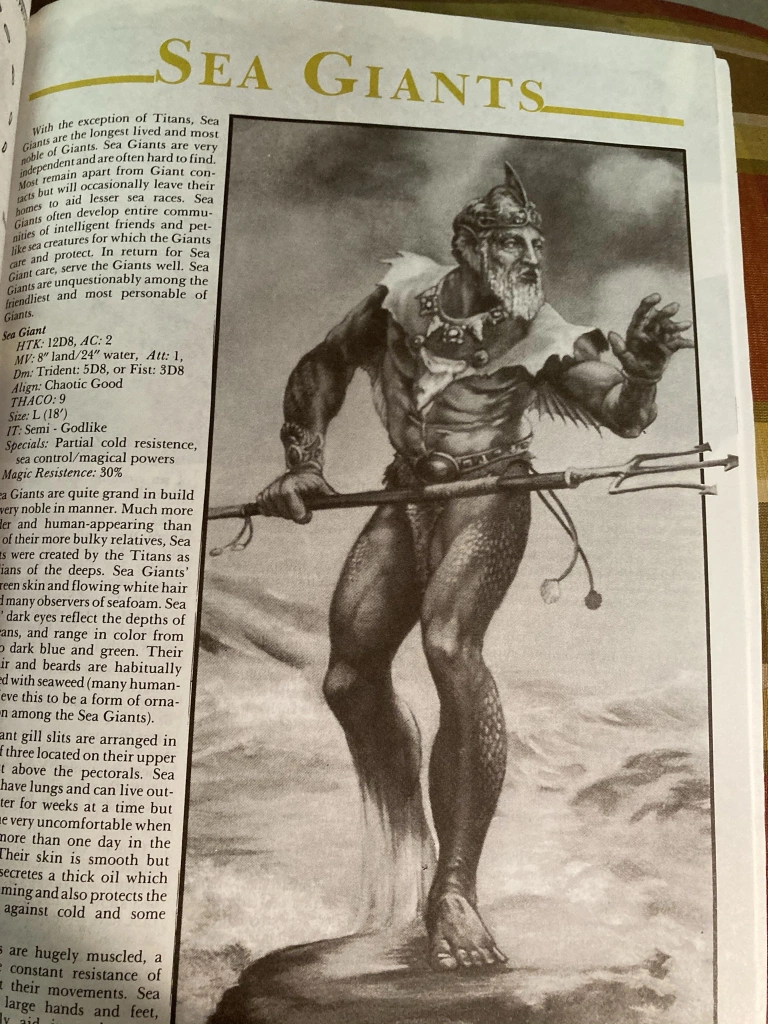 SEA GIANTS
With the exception of Titans, Sea
Giants are the longest lived and most
noble of Giants. Sea Giants are very
independent and are often hard to find.
Most remain apart from Giant con-
tacts but will occasionally leave their
homes to aid lesser sea races. Sea
Giants often develop entire commu-
nities of intelligent friends and pet-
like sea creatures for which the Giants
care and protect. In return for Sea
Giant care, serve the Giants well. Sea
Giants are unquestionably among the
friendliest and most personable of
Giants.
Sea Giant
HTK: 12D8, AC: 2
MV: 8" land/24" water, Att: 1,
Dm: Trident: 5D8, or Fist: 3D8
Align: Chaotic Good
THACO: 9
Size: L (18')
IT: Semi - Godlike
Specials: Partial cold resistence,
sea control/magical powers
Magic Resistence: 30%
ea Giants are quite grand in build
very noble in manner. Much more
der and human-appearing than
of their more bulky relatives, Sea
ts were created by the Titans as
ians of the deeps. Sea Giants'
reen skin and flowing white hair
d many observers of seafoam. Sea
' dark eyes reflect the depths of
eans, and range in color from
o dark blue and green. Their
ir and beards are habitually
ed with seaweed (many human-
eve this to be a form of orna-
n among the Sea Giants).
ant gill slits are arranged in
f three located on their upper
t above the pectorals. Sea
have lungs and can live out-
ter for weeks at a time but
e very uncomfortable when
more than one day in the
Their skin is smooth but
secretes a thick oil which
ming and also protects the
against cold and some
s are hugely muscled, a
constant resistance of
t their movements. Sea
large hands and feet,